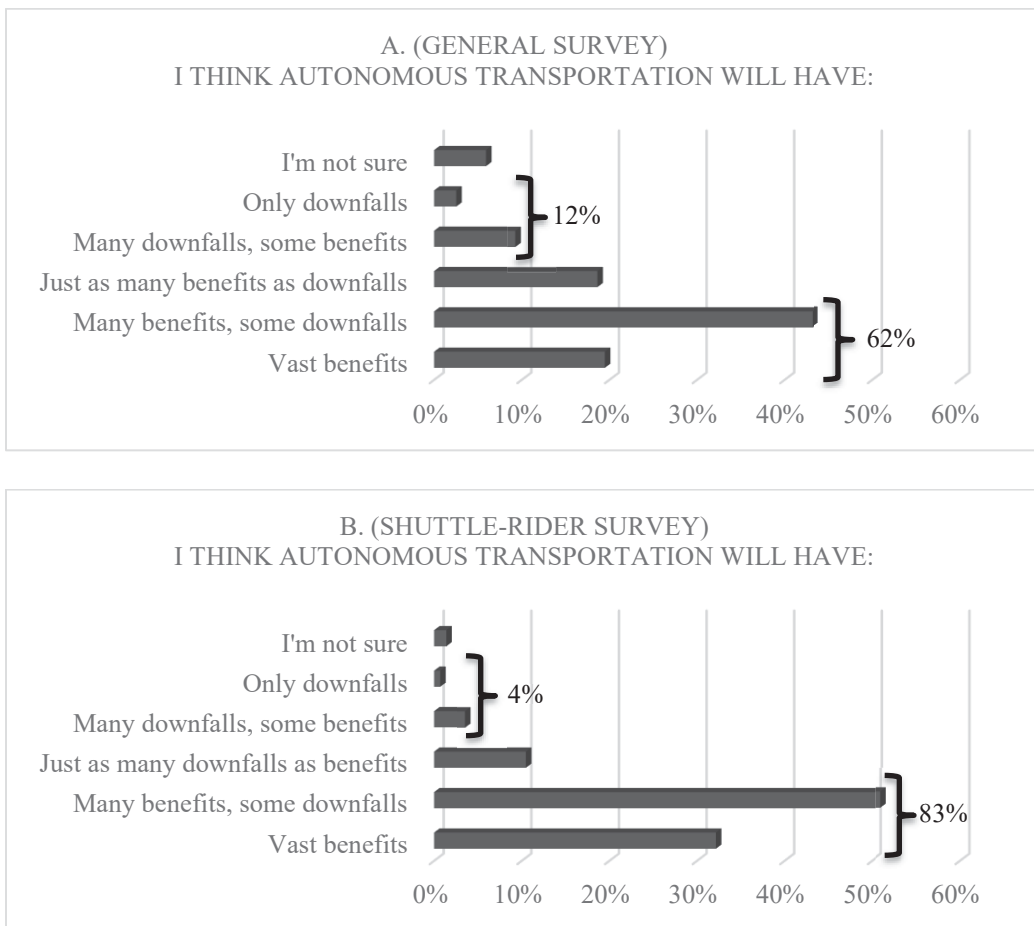 A. (GENERAL SURVEY)
I THINK AUTONOMOUS TRANSPORTATION WILL HAVE:
I'm not sure
Only downfalls
12%
Many downfalls, some benefits
Just as many benefits as downfalls
Many benefits, some downfalls
62%
Vast benefits
0% 10% 20% 30% 40% 50% 60%
B. (SHUTTLE-RIDER SURVEY)
I THINK AUTONOMOUS TRANSPORTATION WILL HAVE:
I'm not sure
Only downfalls
4%
Many downfalls, some benefits
Just as many downfalls as benefits
Many benefits, some downfalls
83%
Vast benefits
0% 10% 20% 30% 40% 50% 60%